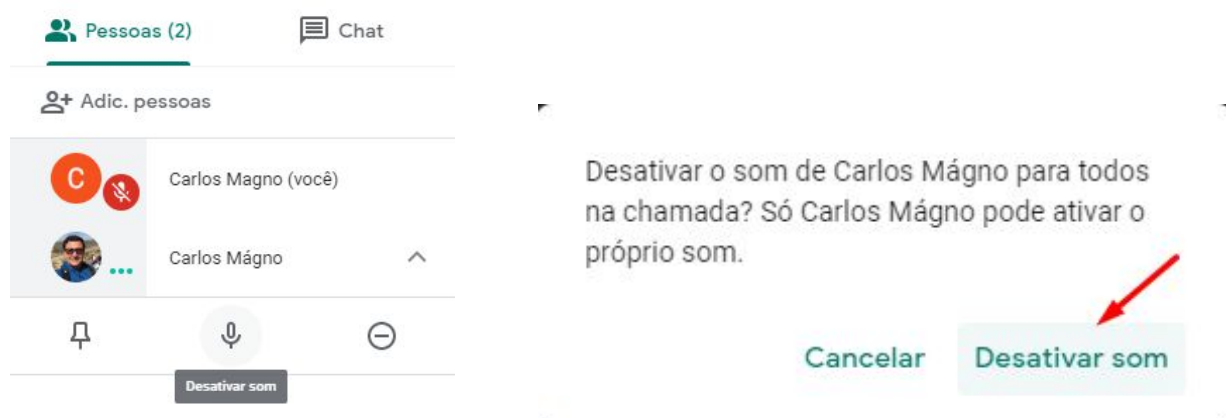 Pessoas (2)
Chat
Adic. pessoas
C
Carlos Magno (você)
Carlos Mágno
Desativar som
Desativar o som de Carlos Mágno para todos
na chamada? Só Carlos Mágno pode ativar o
próprio som.
Cancelar
Desativar som